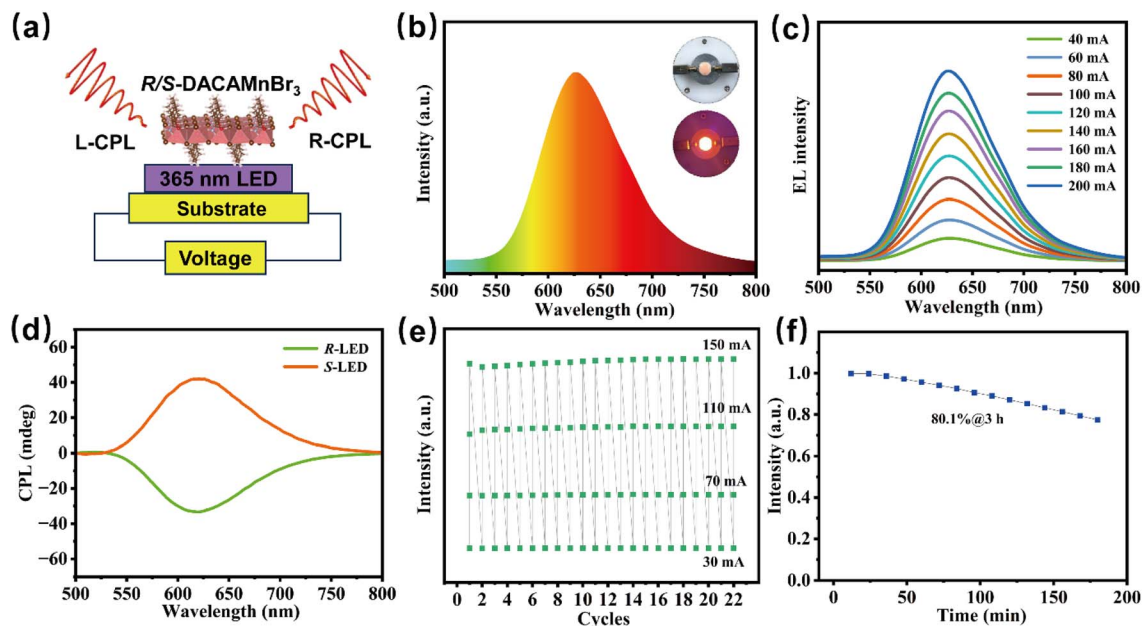 (a)
R/S-DACAMnBr₃
L-CPL
R-CPL
365 nm LED
Substrate
Voltage
(b)
Intensity (a.u.)
500 550 600 650 700 750 800
Wavelength (nm)
(c)
EL intensity
40 mA
60 mA
80 mA
100 mA
120 mA
140 mA
160 mA
180 mA
200 mA
500 550 600 650 700 750 800
Wavelength (nm)
(d)
CPL (mdeg)
60
40
20
0
−20
−40
−60
R-LED
S-LED
500 550 600 650 700 750 800
Wavelength (nm)
(e)
Intensity (a.u.)
150 mA
110 mA
70 mA
30 mA
0 2 4 6 8 10 12 14 16 18 20 22
Cycles
(f)
Intensity (a.u.)
1.0
0.8
0.6
0.4
0.2
0.0
80.1%@3 h
0 50 100 150 200
Time (min)